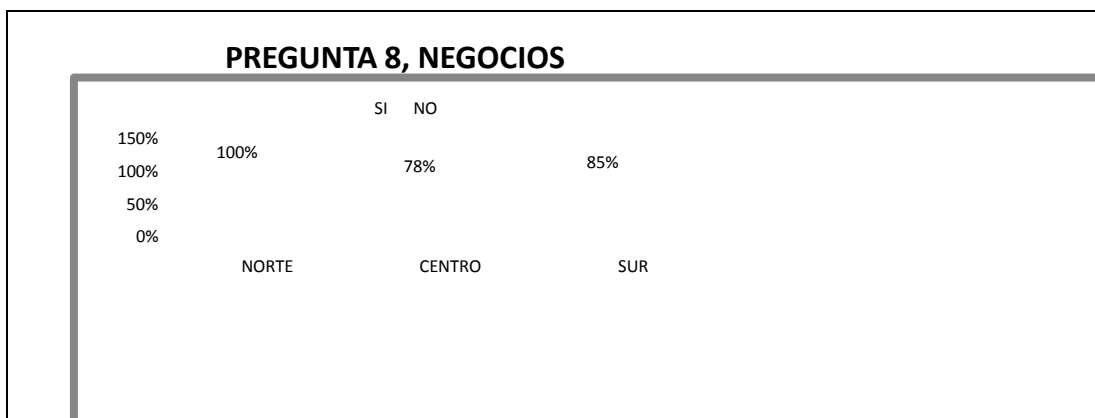 PREGUNTA 8, NEGOCIOS
SI NO
150%
100%
50%
0%
100%
78%
85%
NORTE CENTRO SUR